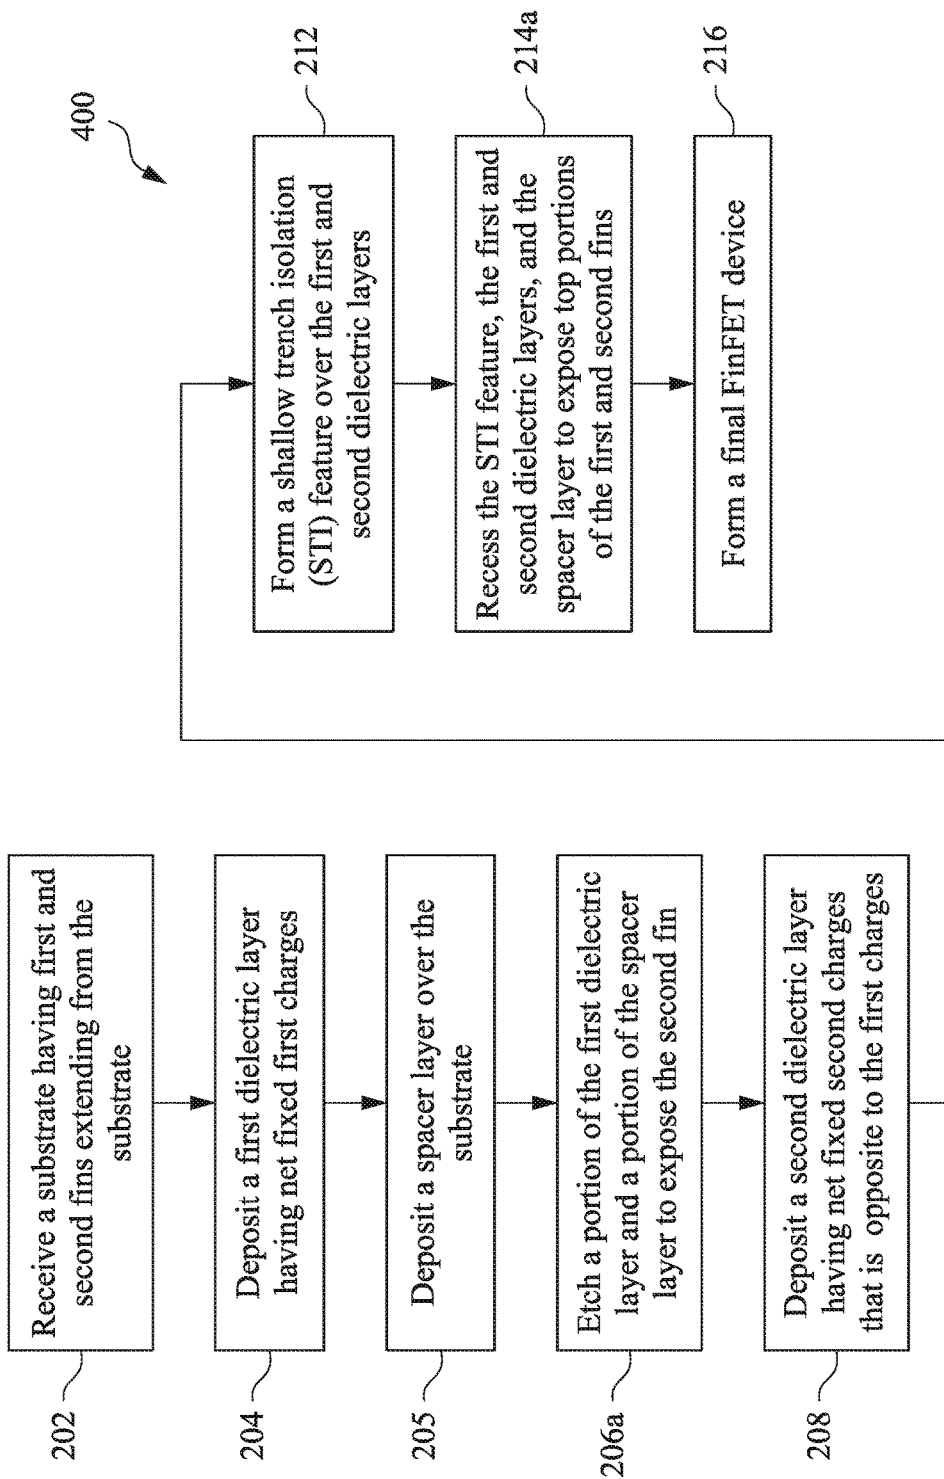 400
202
Receive a substrate having first and
second fins extending from the
substrate
204
Deposit a first dielectric layer
having net fixed first charges
205
Deposit a spacer layer over the
substrate
206a
Etch a portion of the first dielectric
layer and a portion of the spacer
layer to expose the second fin
208
Deposit a second dielectric layer
having net fixed second charges
that is opposite to the first charges
Form a shallow trench isolation
(STI) feature over the first and
second dielectric layers
212
Recess the STI feature, the first and
second dielectric layers, and the
spacer layer to expose top portions
of the first and second fins
214a
Form a final FinFET device
216